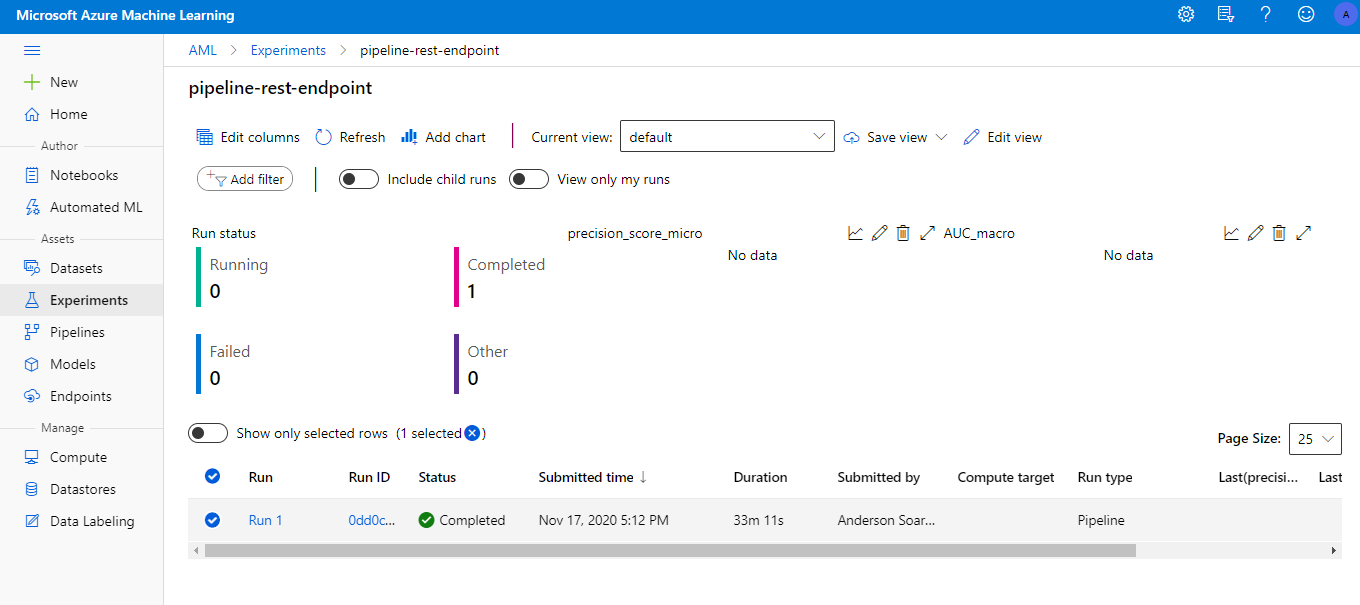 Microsoft Azure Machine Learning
A
AML > Experiments > pipeline-rest-endpoint
New
Home
Author
Notebooks
Automated ML
Assets
Datasets
Experiments
Pipelines
Models
Endpoints
Manage
Compute
Datastores
Data Labeling
pipeline-rest-endpoint
Edit columns Refresh Add chart Current view: default Save view Edit view
Add filter Include child runs View only my runs
Run status
Running
0
Completed
1
Failed
0
Other
0
precision_score_micro
No data
AUC_macro
No data
Show only selected rows (1 selected )
Page Size: 25
Run Run ID Status Submitted time ↓ Duration Submitted by Compute target Run type Last(precisi... Last
Run 1 0dd0c... Completed Nov 17, 2020 5:12 PM 33m 11s Anderson Soar... Pipeline